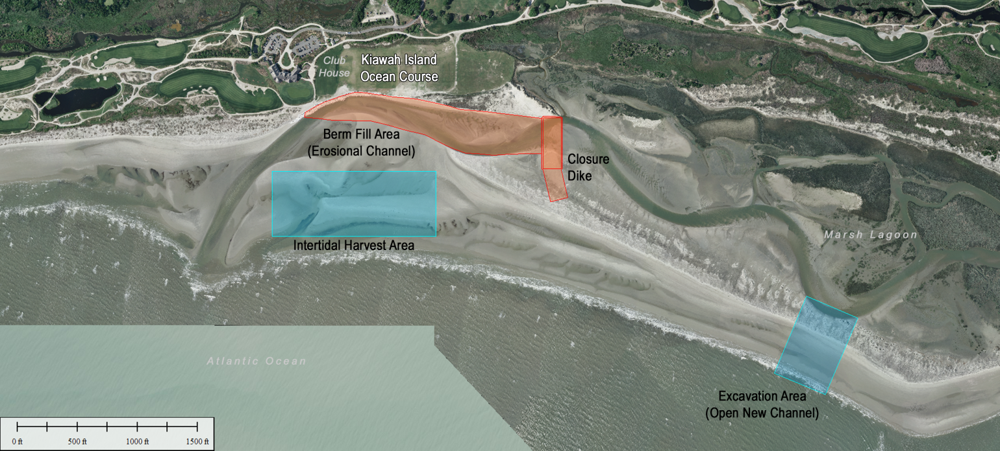 Club
House
Kiawah Island
Ocean Course
Berm Fill Area
(Erosional Channel)
Closure
Dike
Intertidal Harvest Area
Marsh Lagoon
Atlantic Ocean
Excavation Area
(Open New Channel)
0 ft 500 ft 1000 ft 1500 ft